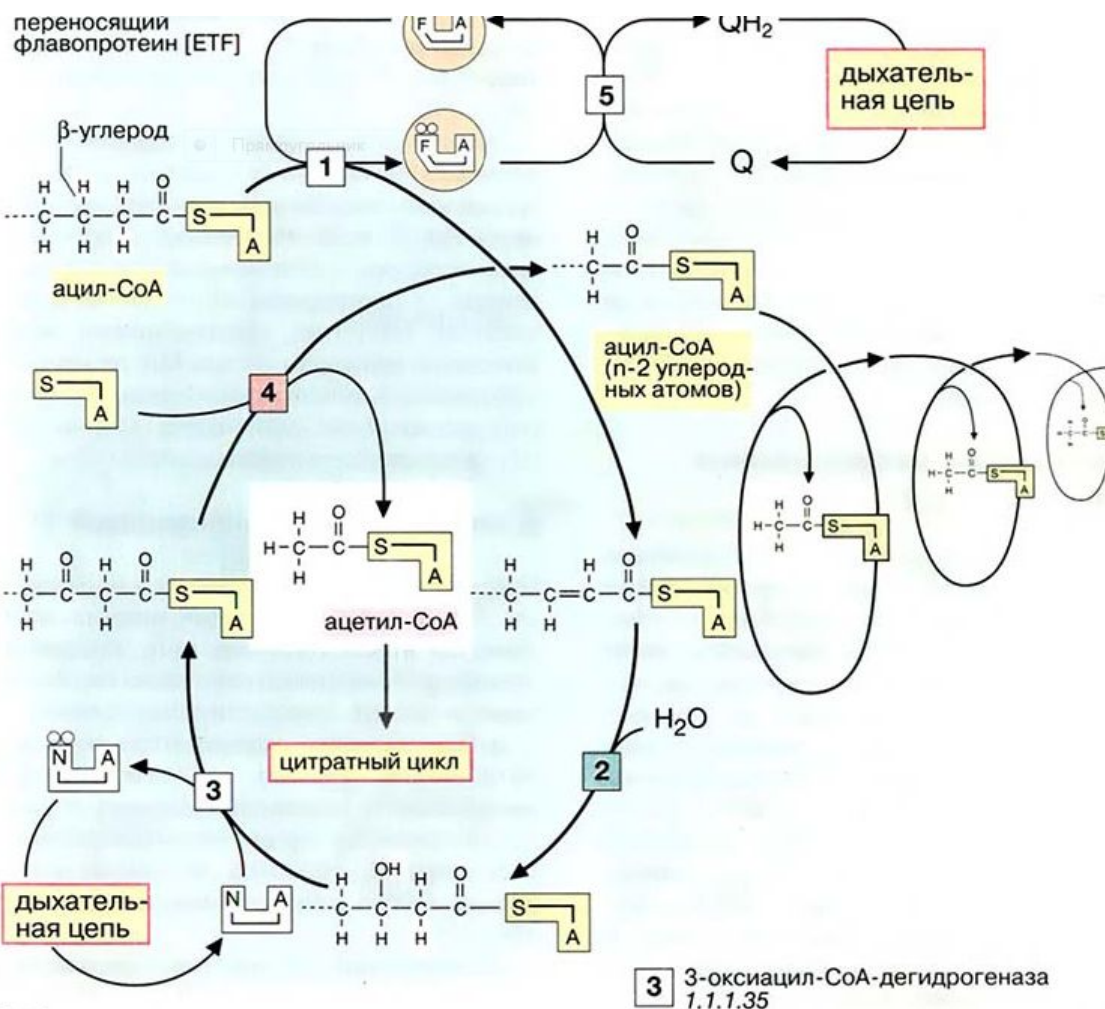 переносящий
флавопротеин [ETF]
F A
QH₂
дыхатель-
ная цепь
5
β-углерод
F A
1
Q
H H H O
C C C C S
H H H A
ацил-CoA
H O
C C S
H A
ацил-CoA
(n-2 углерод-
ных атомов)
S
A
4
H O
H C C S
H A
ацетил-CoA
H O H O
C C C C S
H H A
H H O
C C C C S
H H A
H O
H C C S
H A
H O
H C C S
H A
H₂O
2
цитратный цикл
N A
3
дыхатель-
ная цепь
N A
H OH H O
C C C C S
H H H A
3 3-оксиацил-CoA-дегидрогеназа
1.1.1.35